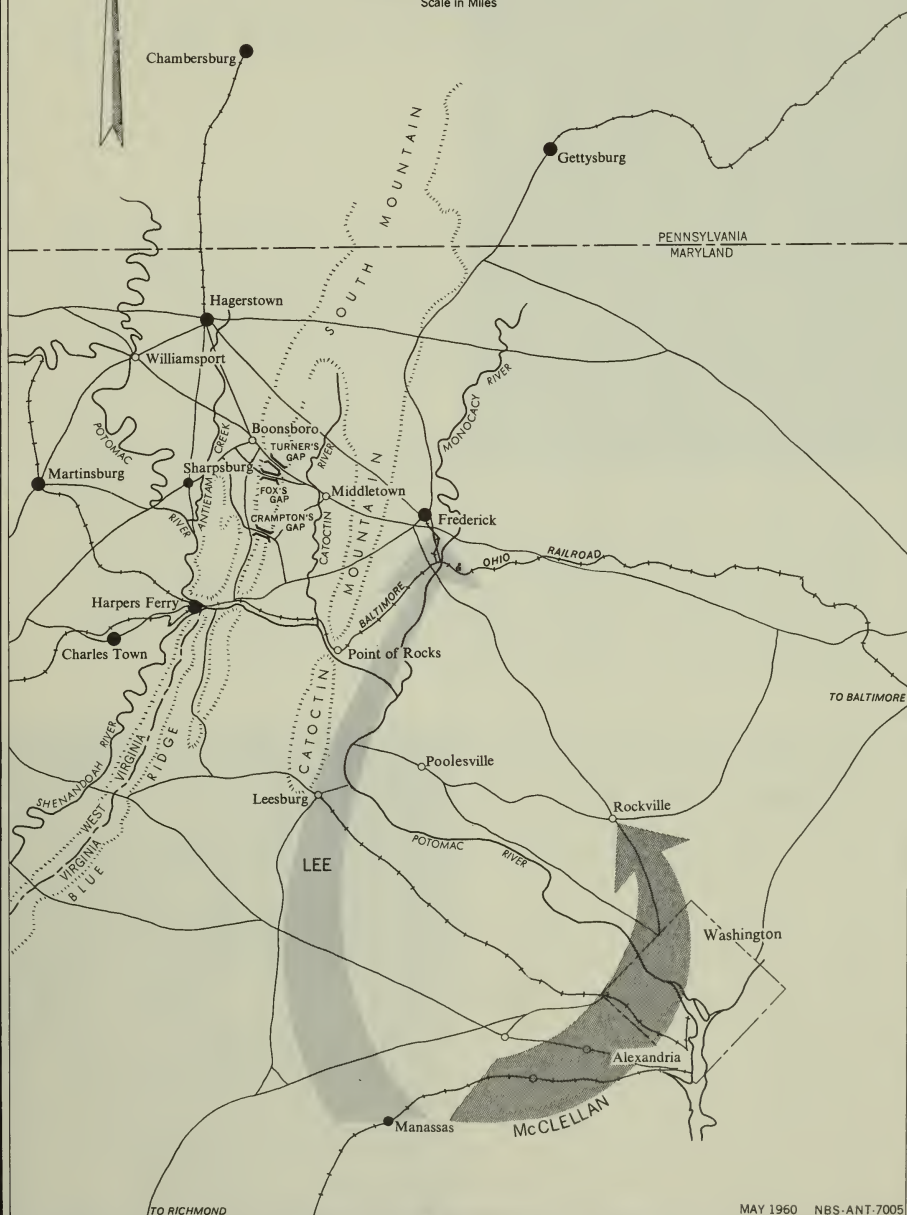 Scale in Miles
Chambersburg
Gettysburg
SOUTH MOUNTAIN
PENNSYLVANIA
MARYLAND
Hagerstown
Williamsport
MONOCACY RIVER
POTOMAC
RIVER
Boonsboro
TURNER'S
GAP
Martinsburg
Sharpsburg
ANTIETAM CREEK
FOX'S
GAP
Middletown
CRAMPTON'S
GAP
CATOCTIN
RIVER
Frederick
MOUNTAIN
BALTIMORE
OHIO RAILROAD
Harpers Ferry
Charles Town
Point of Rocks
TO BALTIMORE
CATOCTIN
SHENANDOAH RIVER
WEST VIRGINIA
VIRGINIA
BLUE RIDGE
Poolesville
Leesburg
Rockville
LEE
POTOMAC RIVER
Washington
Alexandria
Manassas
McCLELLAN
TO RICHMOND
MAY 1960 NBS-ANT-7005